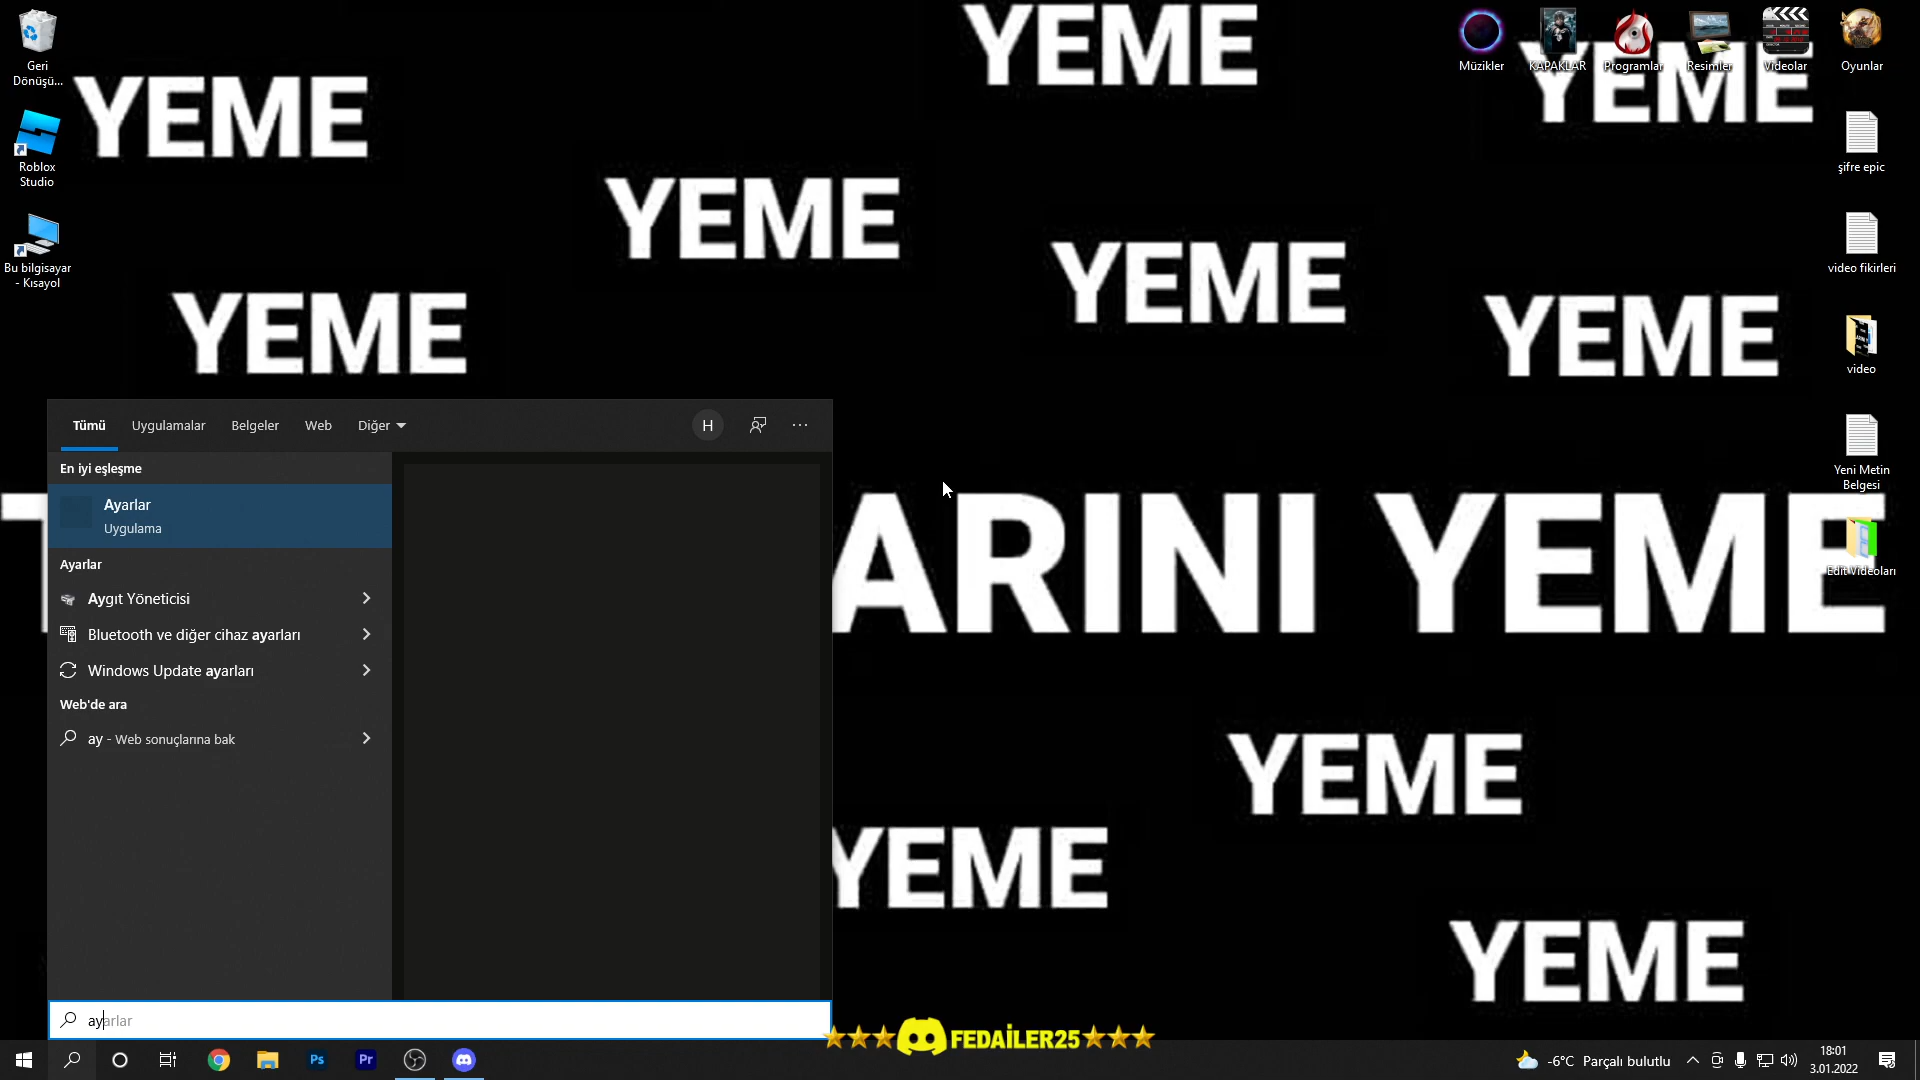 Geri
Dönüşü...
Roblox
Studio
Bu bilgisayar
- Kısayol
Müzikler
KAPAKLAR
Programlar
Resimler
Videolar
Oyunlar
şifre epic
video fikirleri
video
Yeni Metin
Belgesi
Edit Videoları
YEME
YEME
YEME
YEME
YEME
YEME
YEME
ARINI YEME
YEME
YEME
YEME
Tümü
Uygulamalar
Belgeler
Web
Diğer
H
En iyi eşleşme
Ayarlar
Uygulama
Ayarlar
Aygıt Yöneticisi
Bluetooth ve diğer cihaz ayarları
Windows Update ayarları
Web'de ara
ay - Web sonuçlarına bak
ayarlar
FEDAİLER25
Ps
Pr
-6°C Parçalı bulutlu
18:01
3.01.2022